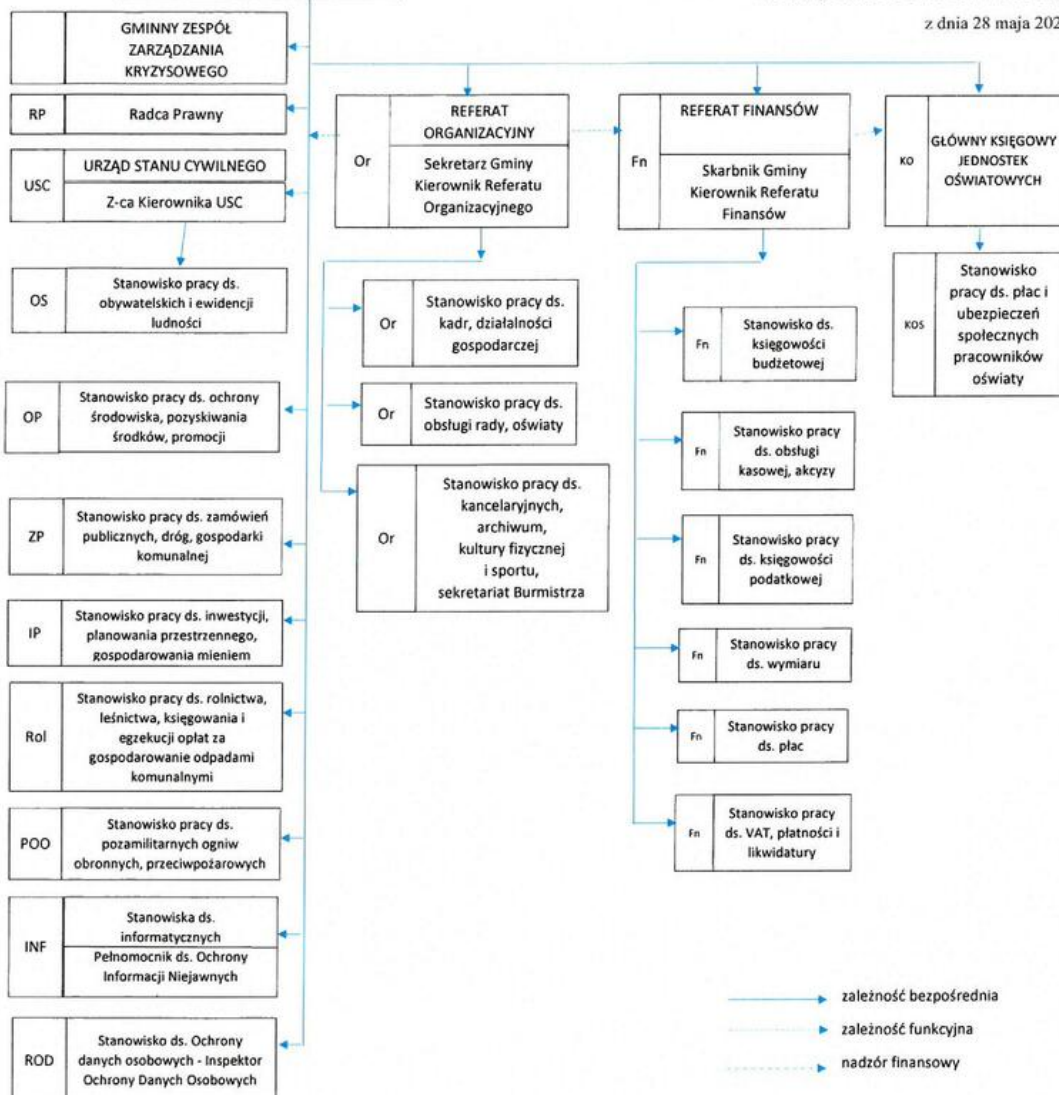 z dnia 28 maja 202
GMINNY ZESPÓŁ
ZARZĄDZANIA
KRYZYSOWEGO
RP
Radca Prawny
USC
URZĄD STANU CYWILNEGO
Z-ca Kierownika USC
OS
Stanowisko pracy ds.
obywatelskich i ewidencji
ludności
OP
Stanowisko pracy ds. ochrony
środowiska, pozyskiwania
środków, promocji
ZP
Stanowisko pracy ds. zamówień
publicznych, dróg, gospodarki
komunalnej
IP
Stanowisko pracy ds. inwestycji,
planowania przestrzennego,
gospodarowania mieniem
Rol
Stanowisko pracy ds. rolnictwa,
leśnictwa, księgowania i
egzekucji opłat za
gospodarowanie odpadami
komunalnymi
POO
Stanowisko pracy ds.
pozamilitarnych ogniw
obronnych, przeciwpożarowych
INF
Stanowiska ds.
informatycznych
Pełnomocnik ds. Ochrony
Informacji Niejawnych
ROD
Stanowisko ds. Ochrony
danych osobowych - Inspektor
Ochrony Danych Osobowych
Or
REFERAT
ORGANIZACYJNY
Sekretarz Gminy
Kierownik Referatu
Organizacyjnego
Or
Stanowisko pracy ds.
kadr, działalności
gospodarczej
Or
Stanowisko pracy ds.
obsługi rady, oświaty
Or
Stanowisko pracy ds.
kancelaryjnych,
archiwum,
kultury fizycznej
i sportu,
sekretariat Burmistrza
Fn
REFERAT FINANSÓW
Skarbnik Gminy
Kierownik Referatu
Finansów
Fn
Stanowisko ds.
księgowości
budżetowej
Fn
Stanowisko pracy
ds. obsługi
kasowej, akcyzy
Fn
Stanowisko pracy
ds. księgowości
podatkowej
Fn
Stanowisko pracy
ds. wymiaru
Fn
Stanowisko pracy
ds. płac
Fn
Stanowisko pracy
ds. VAT, płatności i
likwidatury
KO
GŁÓWNY KSIĘGOWY
JEDNOSTEK
OŚWIATOWYCH
KOS
Stanowisko
pracy ds. płac i
ubezpieczeń
społecznych
pracowników
oświaty
zależność bezpośrednia
zależność funkcyjna
nadzór finansowy